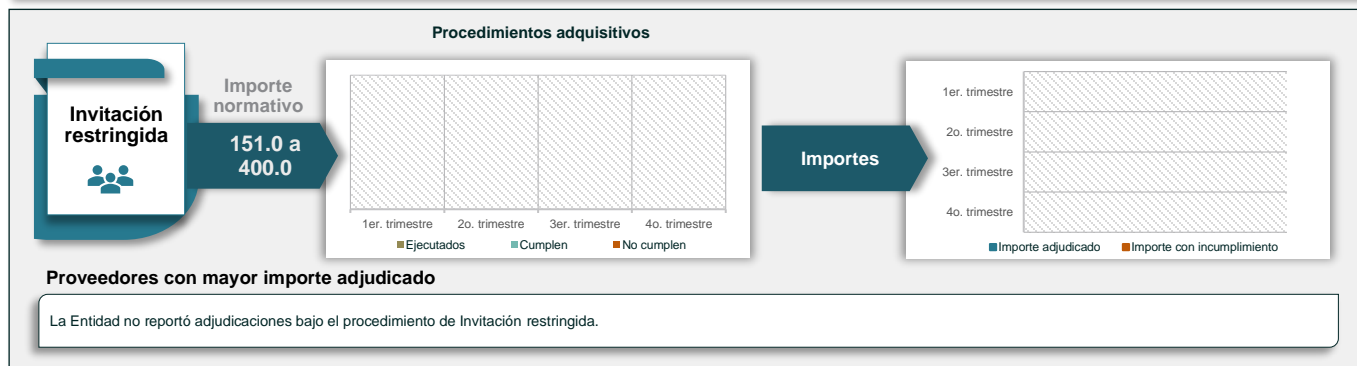 Procedimientos adquisitivos
Invitación
restringida
Importe
normativo
151.0 a
400.0
1er. trimestre 2o. trimestre 3er. trimestre 4o. trimestre
Ejecutados Cumplen No cumplen
Importes
1er. trimestre
2o. trimestre
3er. trimestre
4o. trimestre
Importe adjudicado Importe con incumplimiento
Proveedores con mayor importe adjudicado
La Entidad no reportó adjudicaciones bajo el procedimiento de Invitación restringida.